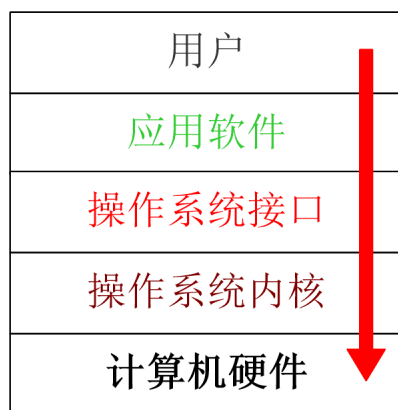 用户
应用软件
操作系统接口
操作系统内核
计算机硬件